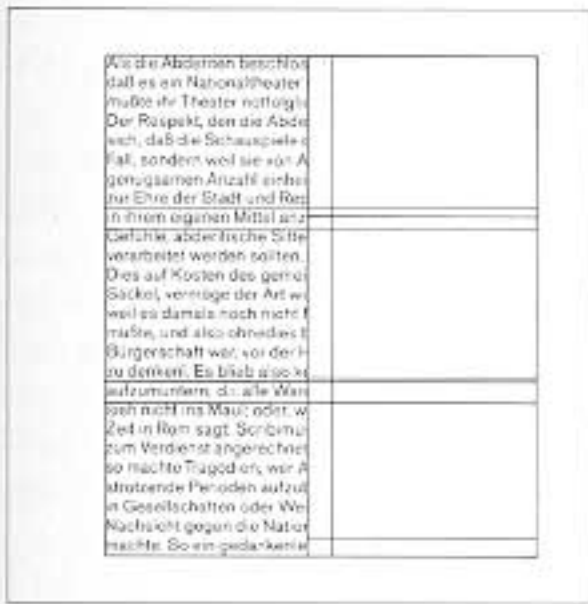 Als die Abderiten beschlos
daß es ein Nationaltheater
mußte ihr Theater notfolgli
Der Respekt, den die Abde
sich, daß die Schauspiele
Fall, sondern weil sie von A
genugsamen Anzahl einhei
zur Ehre der Stadt und Rep
in ihrem eigenen Mittel anz
Gefühle, abderitische Sitte
verarbeitet werden sollten.
Dies auf Kosten des gemei
Säckel, vermöge der Art wi
weil es damals noch nicht
mußte, und also ohnedies
Bürgerschaft war, vor der H
zu denken. Es blieb also ke
aufzumuntern, d.i. alle
nicht ins Maul; oder, w
Zeit in Rom sagt: Scribimu
zum Verdienst angerechnet
so machte Tragödien, wer A
strotzende Perioden aufzut
in Gesellschaften oder We
Nachsicht gegen die Nation
machte. So ein gedankenle